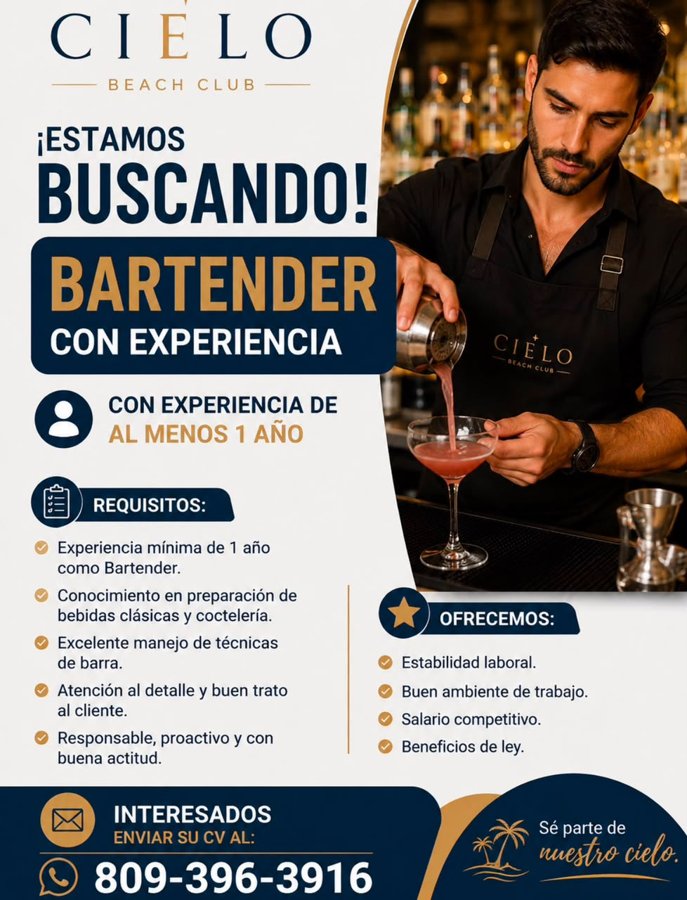 CIELO
BEACH CLUB
¡ESTAMOS
BUSCANDO!
BARTENDER
CON EXPERIENCIA
CON EXPERIENCIA DE
AL MENOS 1 AÑO
REQUISITOS:
Experiencia mínima de 1 año
como Bartender.
Conocimiento en preparación de
bebidas clásicas y coctelería.
Excelente manejo de técnicas
de barra.
Atención al detalle y buen trato
al cliente.
Responsable, proactivo y con
buena actitud.
CIELO
BEACH CLUB
OFRECEMOS:
Estabilidad laboral.
Buen ambiente de trabajo.
Salario competitivo.
Beneficios de ley.
INTERESADOS
ENVIAR SU CV AL:
809-396-3916
Sé parte de
nuestro cielo.